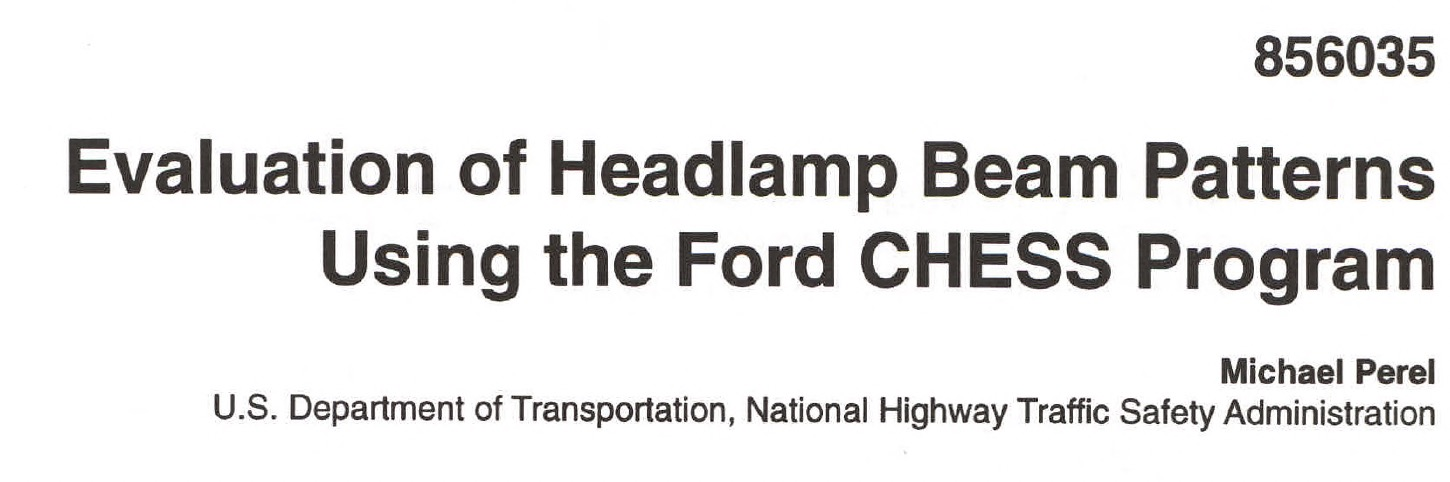 856035
Evaluation of Headlamp Beam Patterns
Using the Ford CHESS Program
Michael Perel
U.S. Department of Transportation, National Highway Traffic Safety Administration